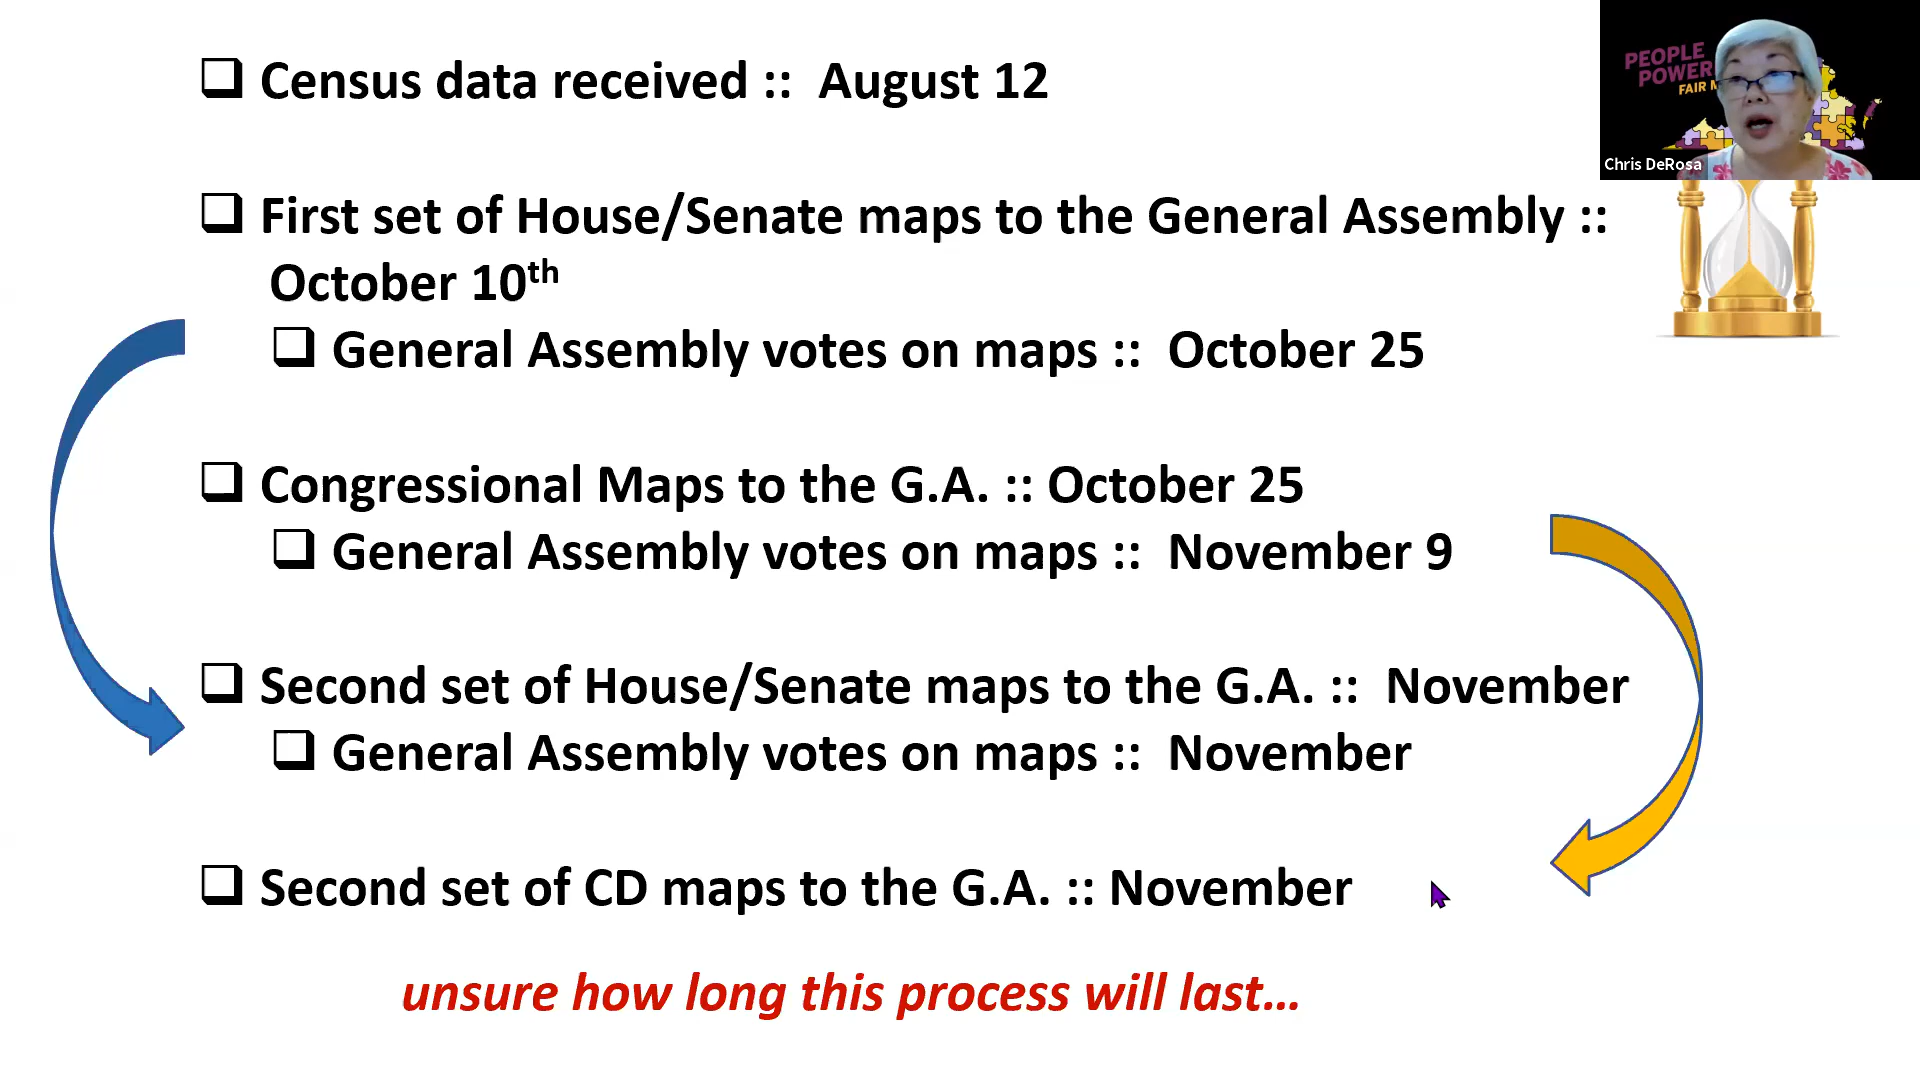 Census data received :: August 12
First set of House/Senate maps to the General Assembly ::
October 10th
General Assembly votes on maps :: October 25
Congressional Maps to the G.A. :: October 25
General Assembly votes on maps :: November 9
Second set of House/Senate maps to the G.A. :: November
General Assembly votes on maps :: November
Second set of CD maps to the G.A. :: November
unsure how long this process will last...
PEOPLE
POWER
FAIR
Chris DeRosa